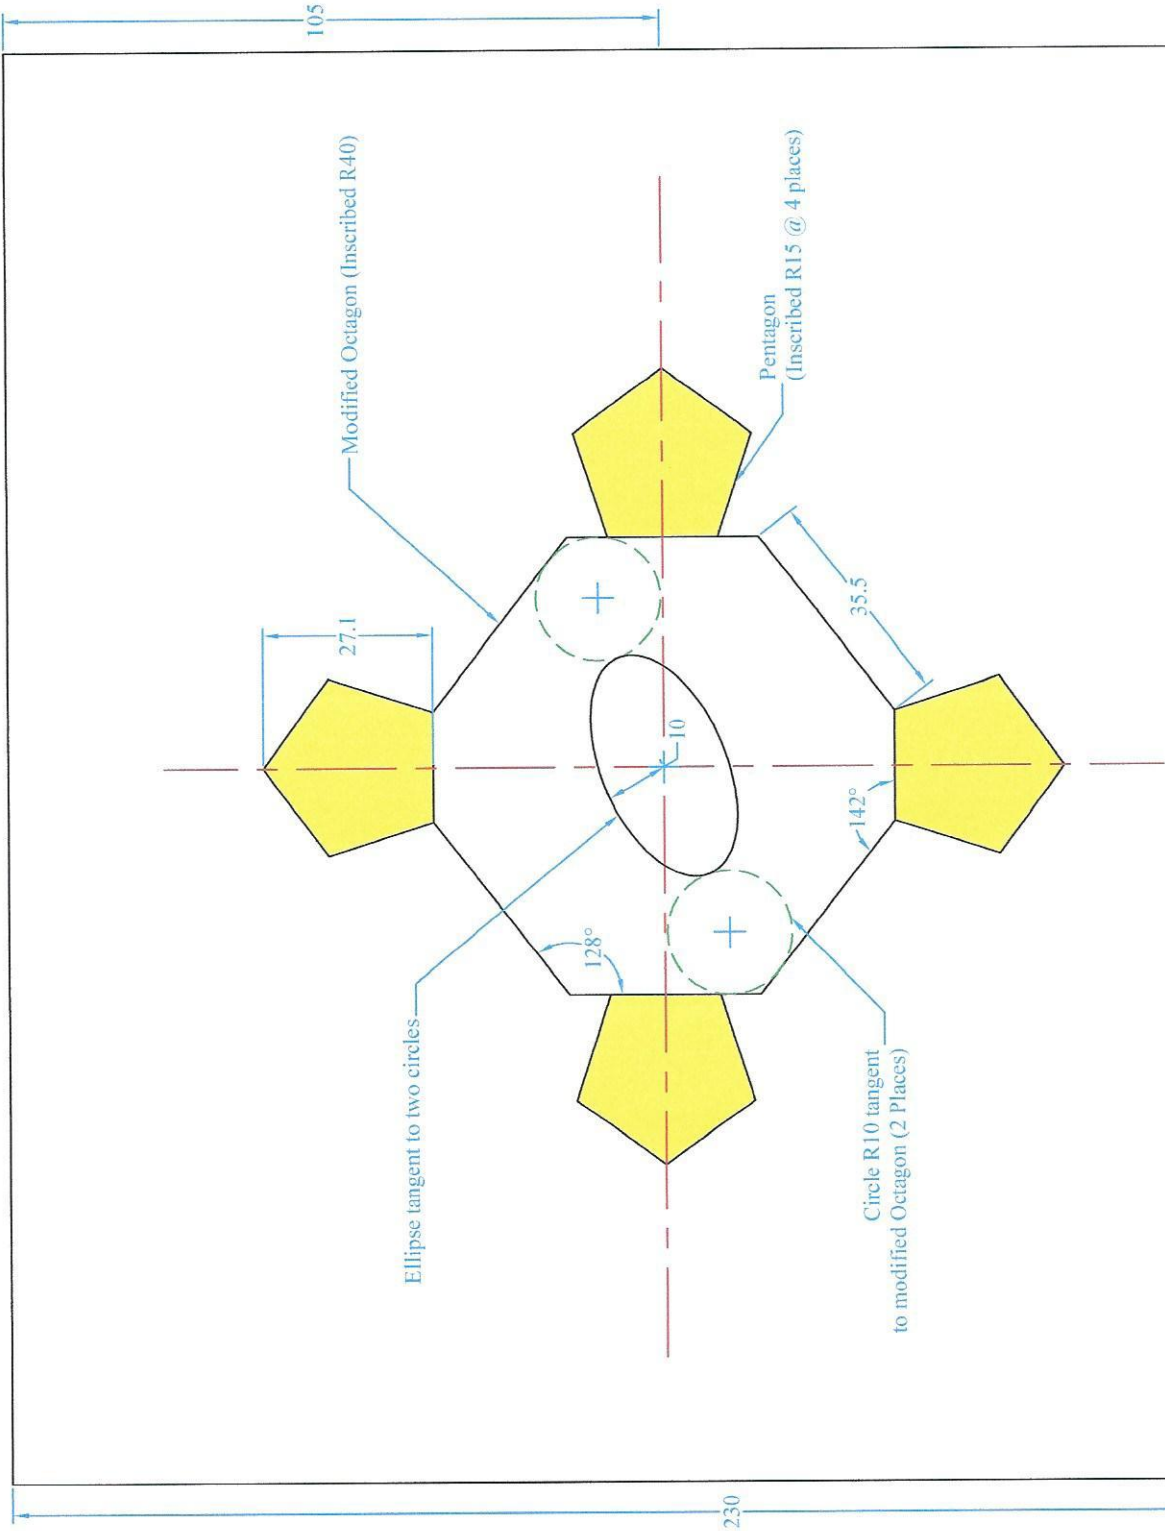 105
Modified Octagon (Inscribed R40)
27.1
Pentagon
(Inscribed R15 @ 4 places)
35.5
10
142°
128°
Ellipse tangent to two circles
Circle R10 tangent
to modified Octagon (2 Places)
230